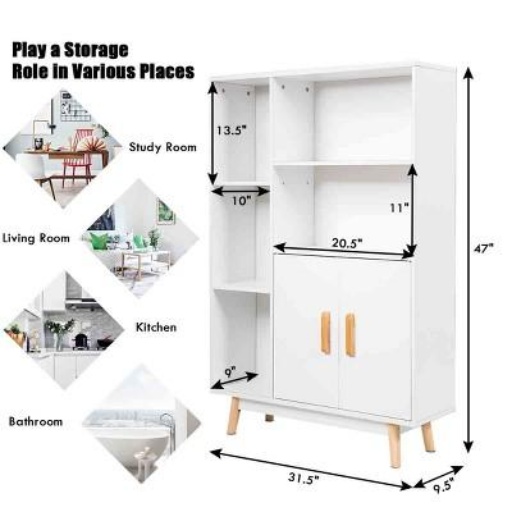 Play a Storage
Role in Various Places
Study Room
Living Room
Kitchen
Bathroom
13.5"
10"
11"
20.5"
47"
9"
31.5"
9.5"